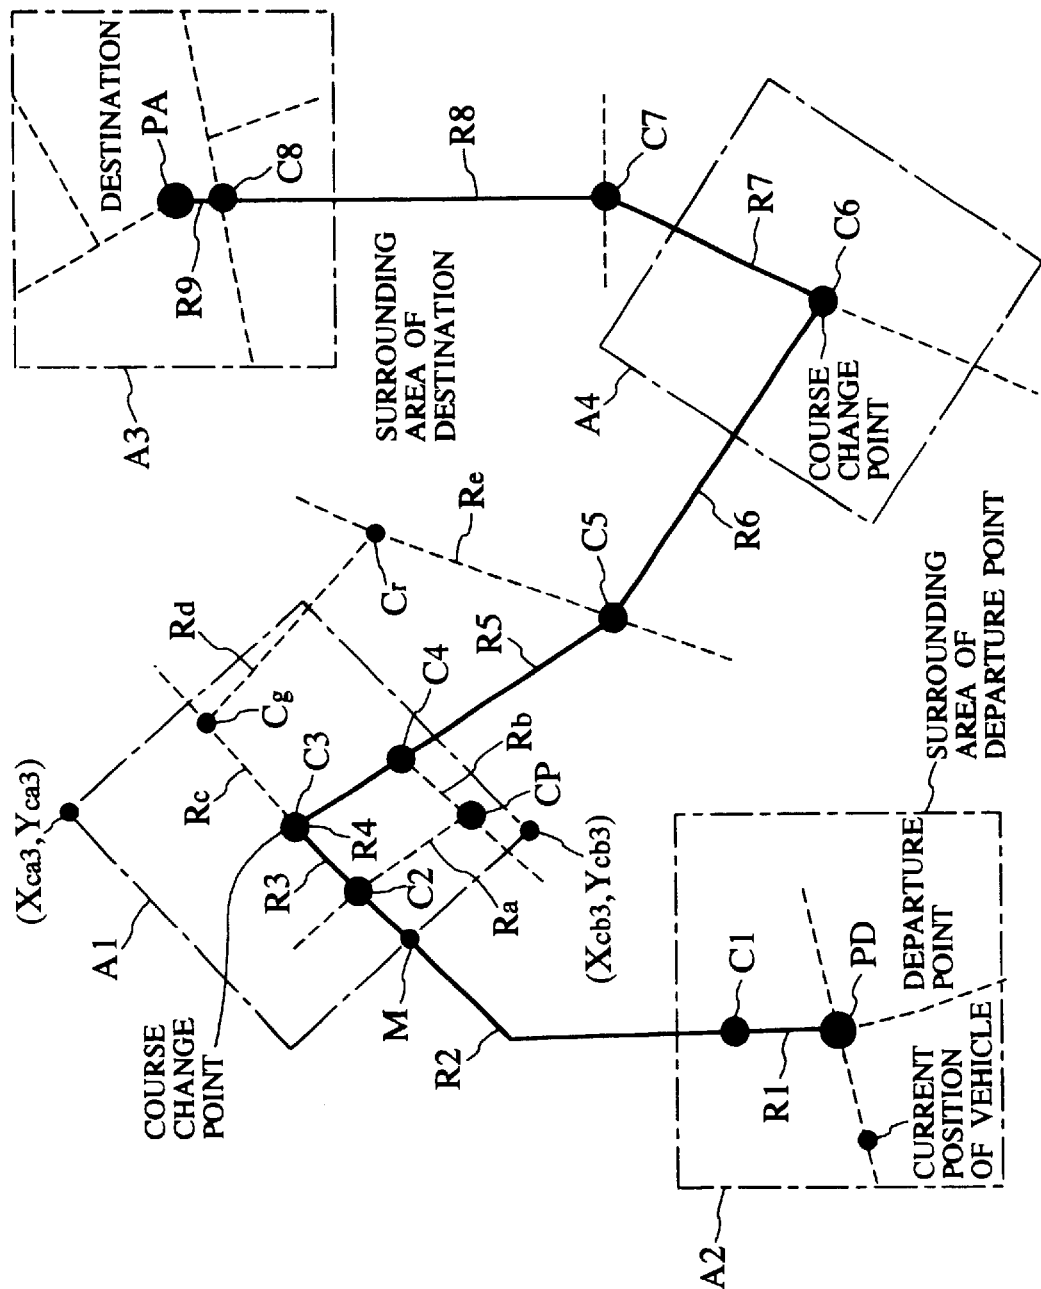 DESTINATION
PA
C8
R9
A3
R8
SURROUNDING
AREA OF
DESTINATION
C7
R7
C6
COURSE
CHANGE
POINT
A4
R6
Re
Cr
C5
Rd
Cg
R5
C4
Rb
CP
Rc
C3
R4
R3
C2
Ra
(Xca3,Yca3)
(Xcb3,Ycb3)
A1
M
COURSE
CHANGE
POINT
R2
SURROUNDING
AREA OF
DEPARTURE POINT
C1
PD
DEPARTURE
POINT
R1
CURRENT
POSITION
OF VEHICLE
A2